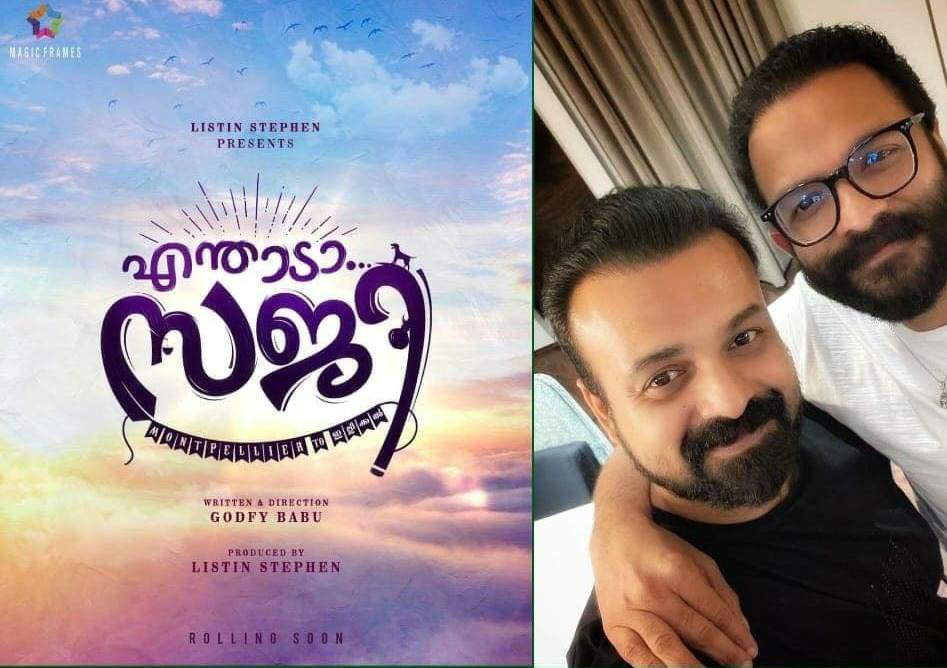 MAGIC FRAMES
LISTIN STEPHEN
PRESENTS
എന്താടാ...
സജി
MONTPELLIER TO
WRITTEN & DIRECTION
GODFY BABU
PRODUCED BY
LISTIN STEPHEN
ROLLING SOON